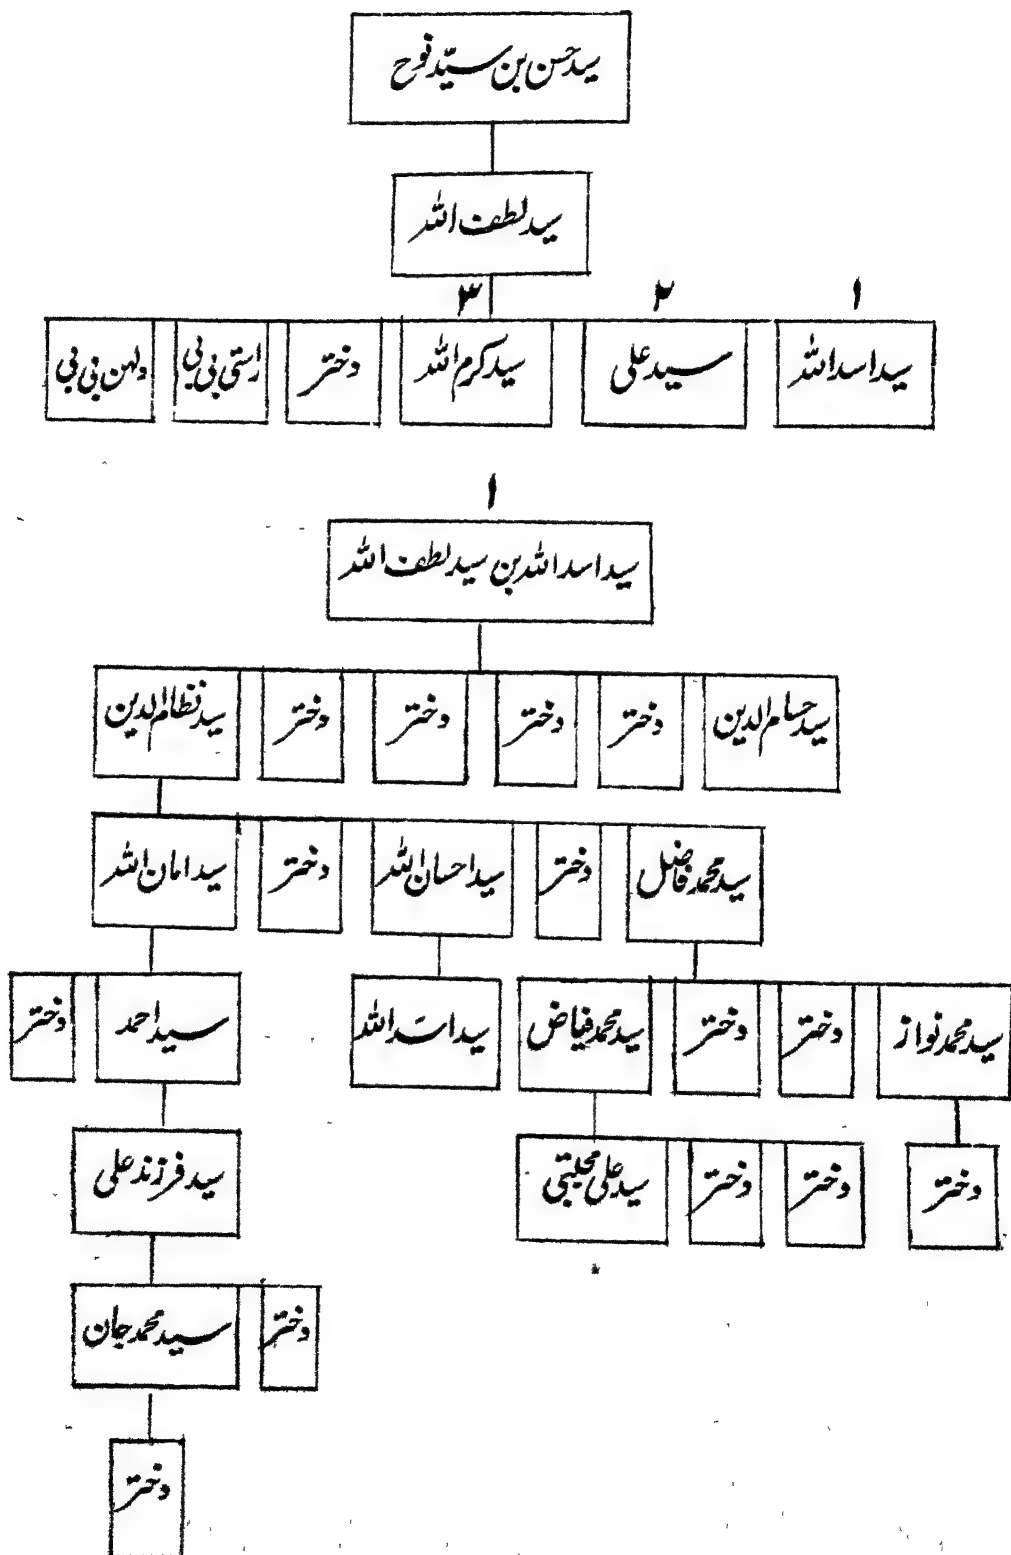 سید حسن بن سیّد نوح
سید لطف اللہ
۱ ۲ ۳
سید اسد اللہ سید علی سید کرم اللہ دختر راستی بی بی دلہن بی بی
۱
سید اسد اللہ بن سید لطف اللہ
سید حسام الدین دختر دختر دختر دختر سید نظام الدین
سید محمد فاضل دختر سید احسان اللہ دختر سید امان اللہ
سید محمد نواز دختر دختر سید محمد فیاض سید اسد اللہ سید احمد دختر
دختر دختر دختر سید علی مجتبیٰ سید فرزند علی
دختر سید محمد جان
دختر